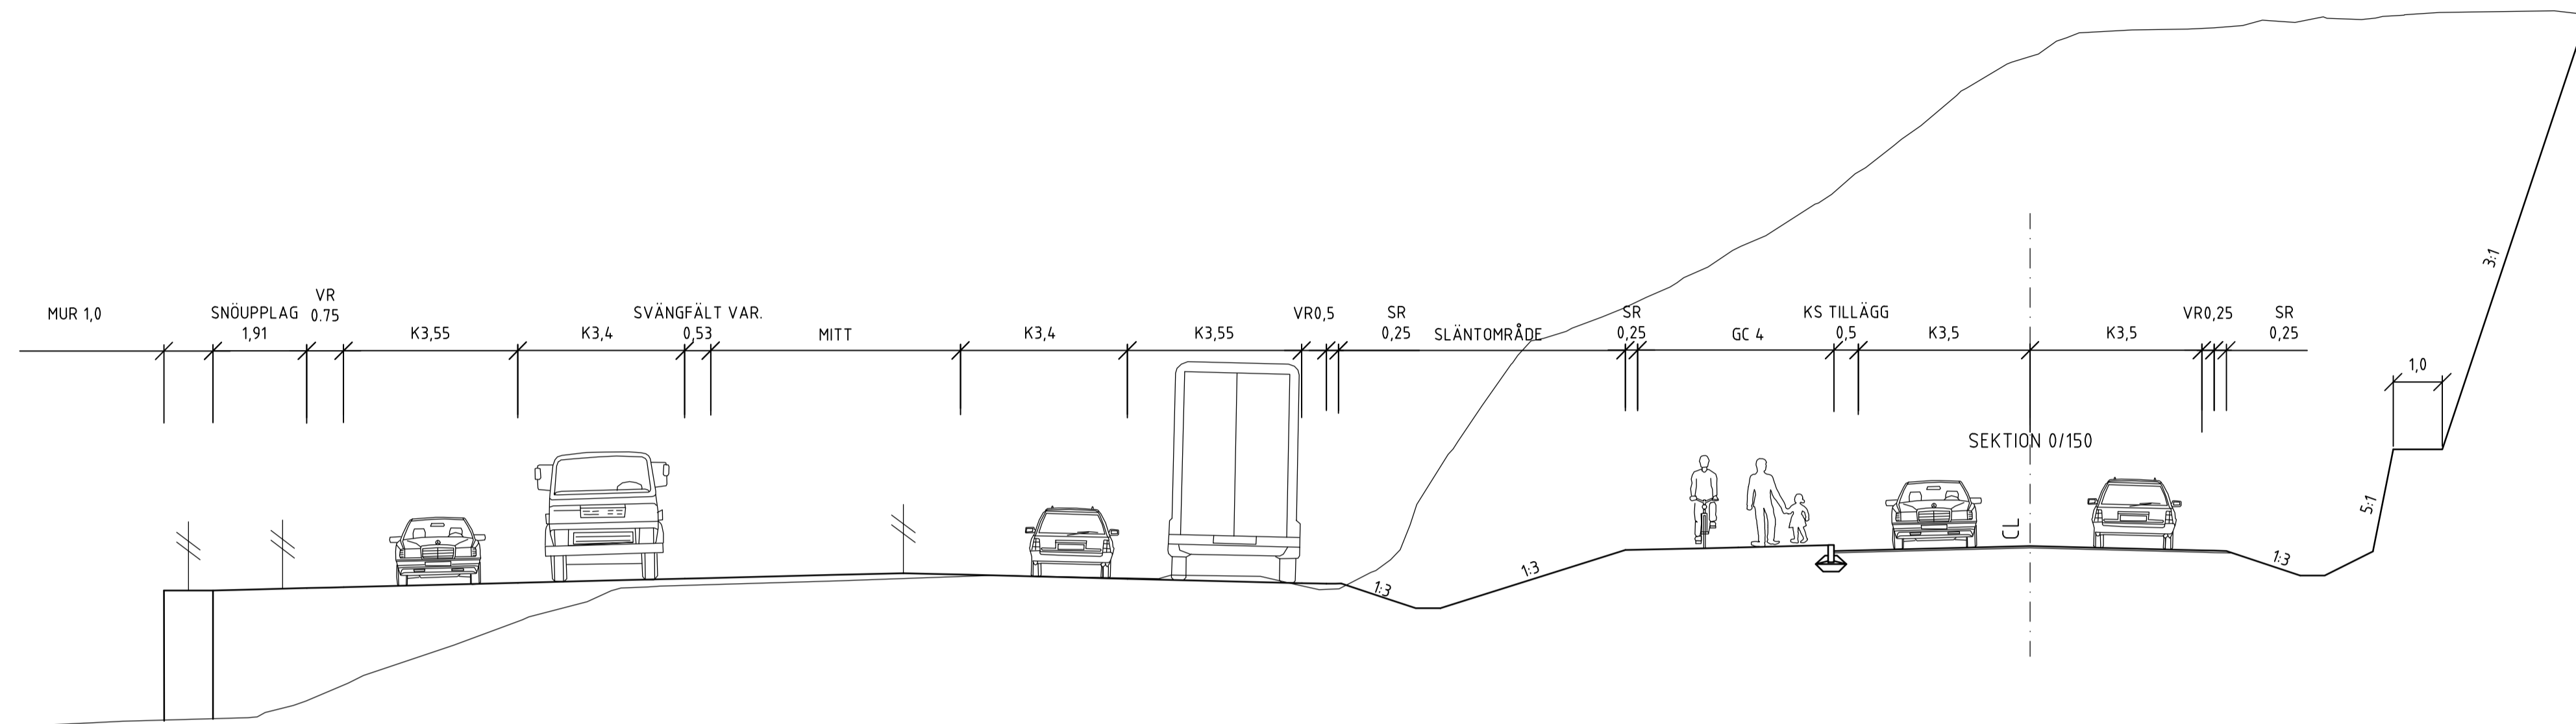 MUR 1,0
SNÖUPPLAG
1,91
VR
0.75
K3,55
K3,4
SVÄNGFÄLT VAR.
0,53
MITT
K3,4
K3,55
VR0,5
SR
0,25
SLÄNTOMRÅDE
SR
0,25
GC 4
KS TILLÄGG
0,5
K3,5
K3,5
VR0,25
SR
0,25
1,0
3:1
SEKTION 0/150
CL
5:1
1:3
1:3
1:3